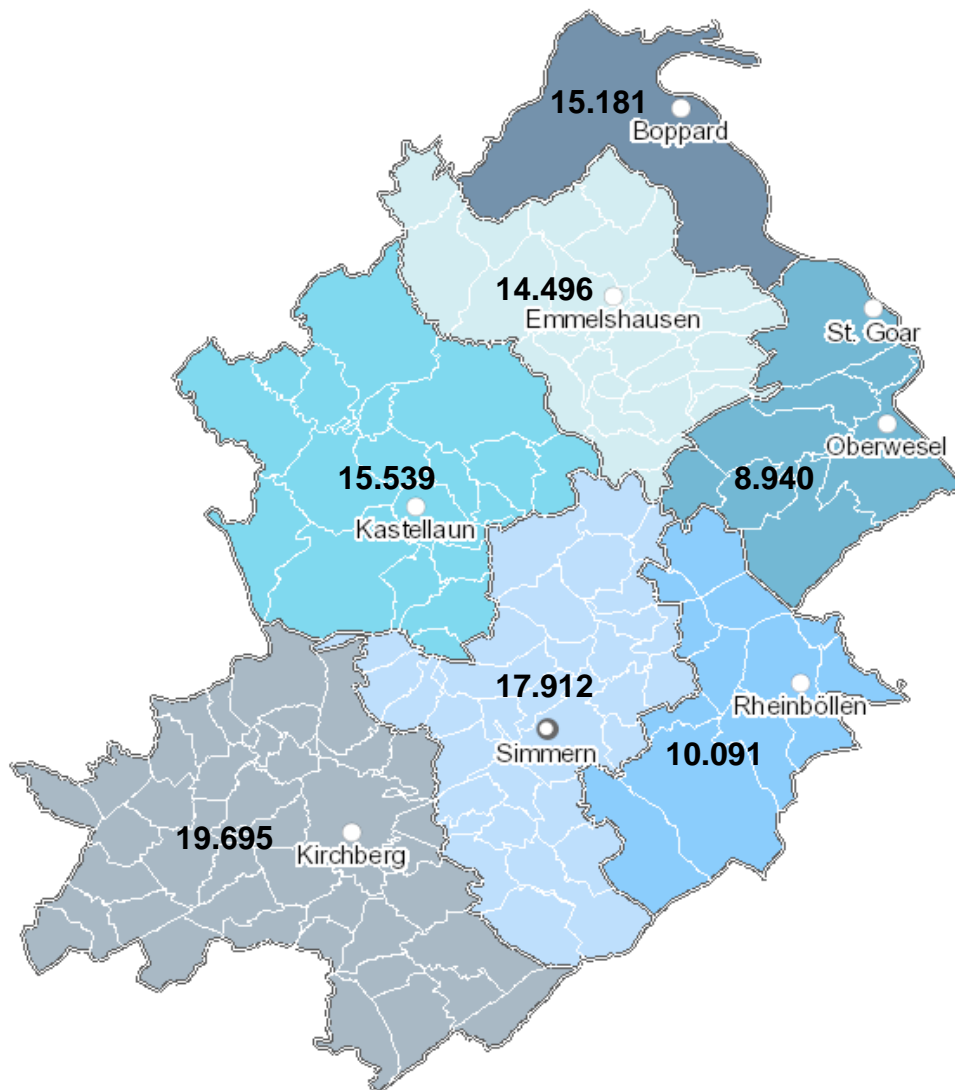 15.181
Boppard
14.496
Emmelshausen
St. Goar
Oberwesel
8.940
15.539
Kastellaun
17.912
Simmern
Rheinböllen
10.091
19.695
Kirchberg